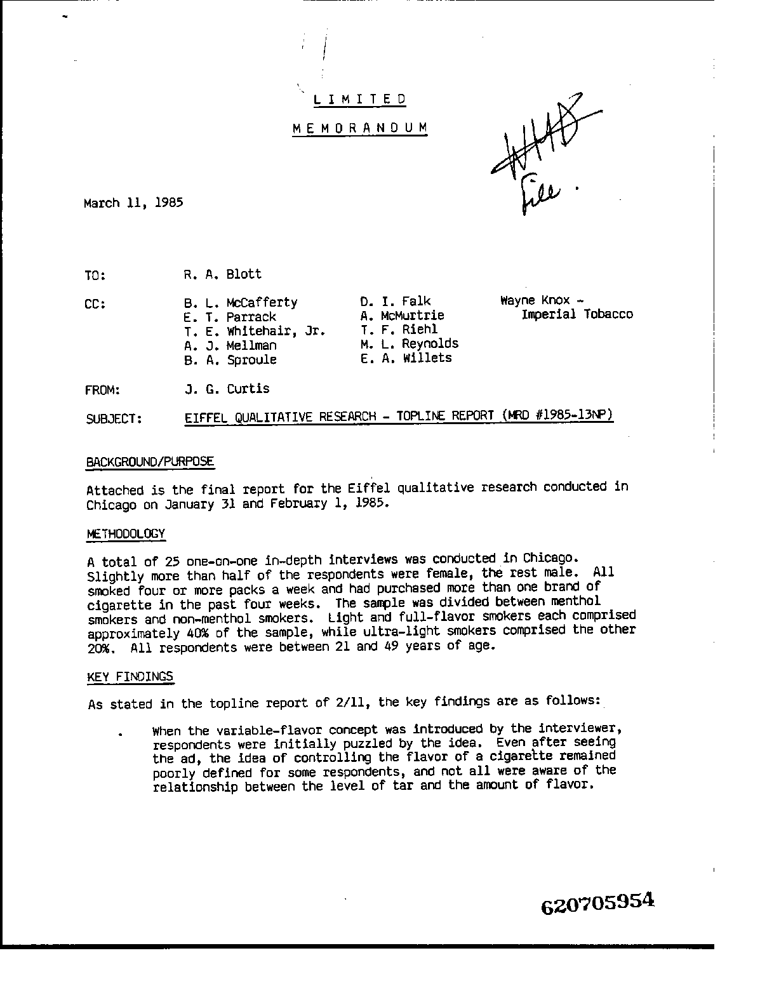 LIMITED
MEMORANDUM
WHD
File.
March 11, 1985
TO: R. A. Blott
CC: B. L. McCafferty D. I. Falk Wayne Knox –
E. T. Parrack A. McMurtrie Imperial Tobacco
T. E. Whitehair, Jr. T. F. Riehl
A. J. Mellman M. L. Reynolds
B. A. Sproule E. A. Willets
FROM: J. G. Curtis
SUBJECT: EIFFEL QUALITATIVE RESEARCH – TOPLINE REPORT (MRD #1985-13NP)
BACKGROUND/PURPOSE
Attached is the final report for the Eiffel qualitative research conducted in
Chicago on January 31 and February 1, 1985.
METHODOLOGY
A total of 25 one-on-one in-depth interviews was conducted in Chicago.
Slightly more than half of the respondents were female, the rest male. All
smoked four or more packs a week and had purchased more than one brand of
cigarette in the past four weeks. The sample was divided between menthol
smokers and non-menthol smokers. Light and full-flavor smokers each comprised
approximately 40% of the sample, while ultra-light smokers comprised the other
20%. All respondents were between 21 and 49 years of age.
KEY FINDINGS
As stated in the topline report of 2/11, the key findings are as follows:
. When the variable-flavor concept was introduced by the interviewer,
respondents were initially puzzled by the idea. Even after seeing
the ad, the idea of controlling the flavor of a cigarette remained
poorly defined for some respondents, and not all were aware of the
relationship between the level of tar and the amount of flavor.
620705954